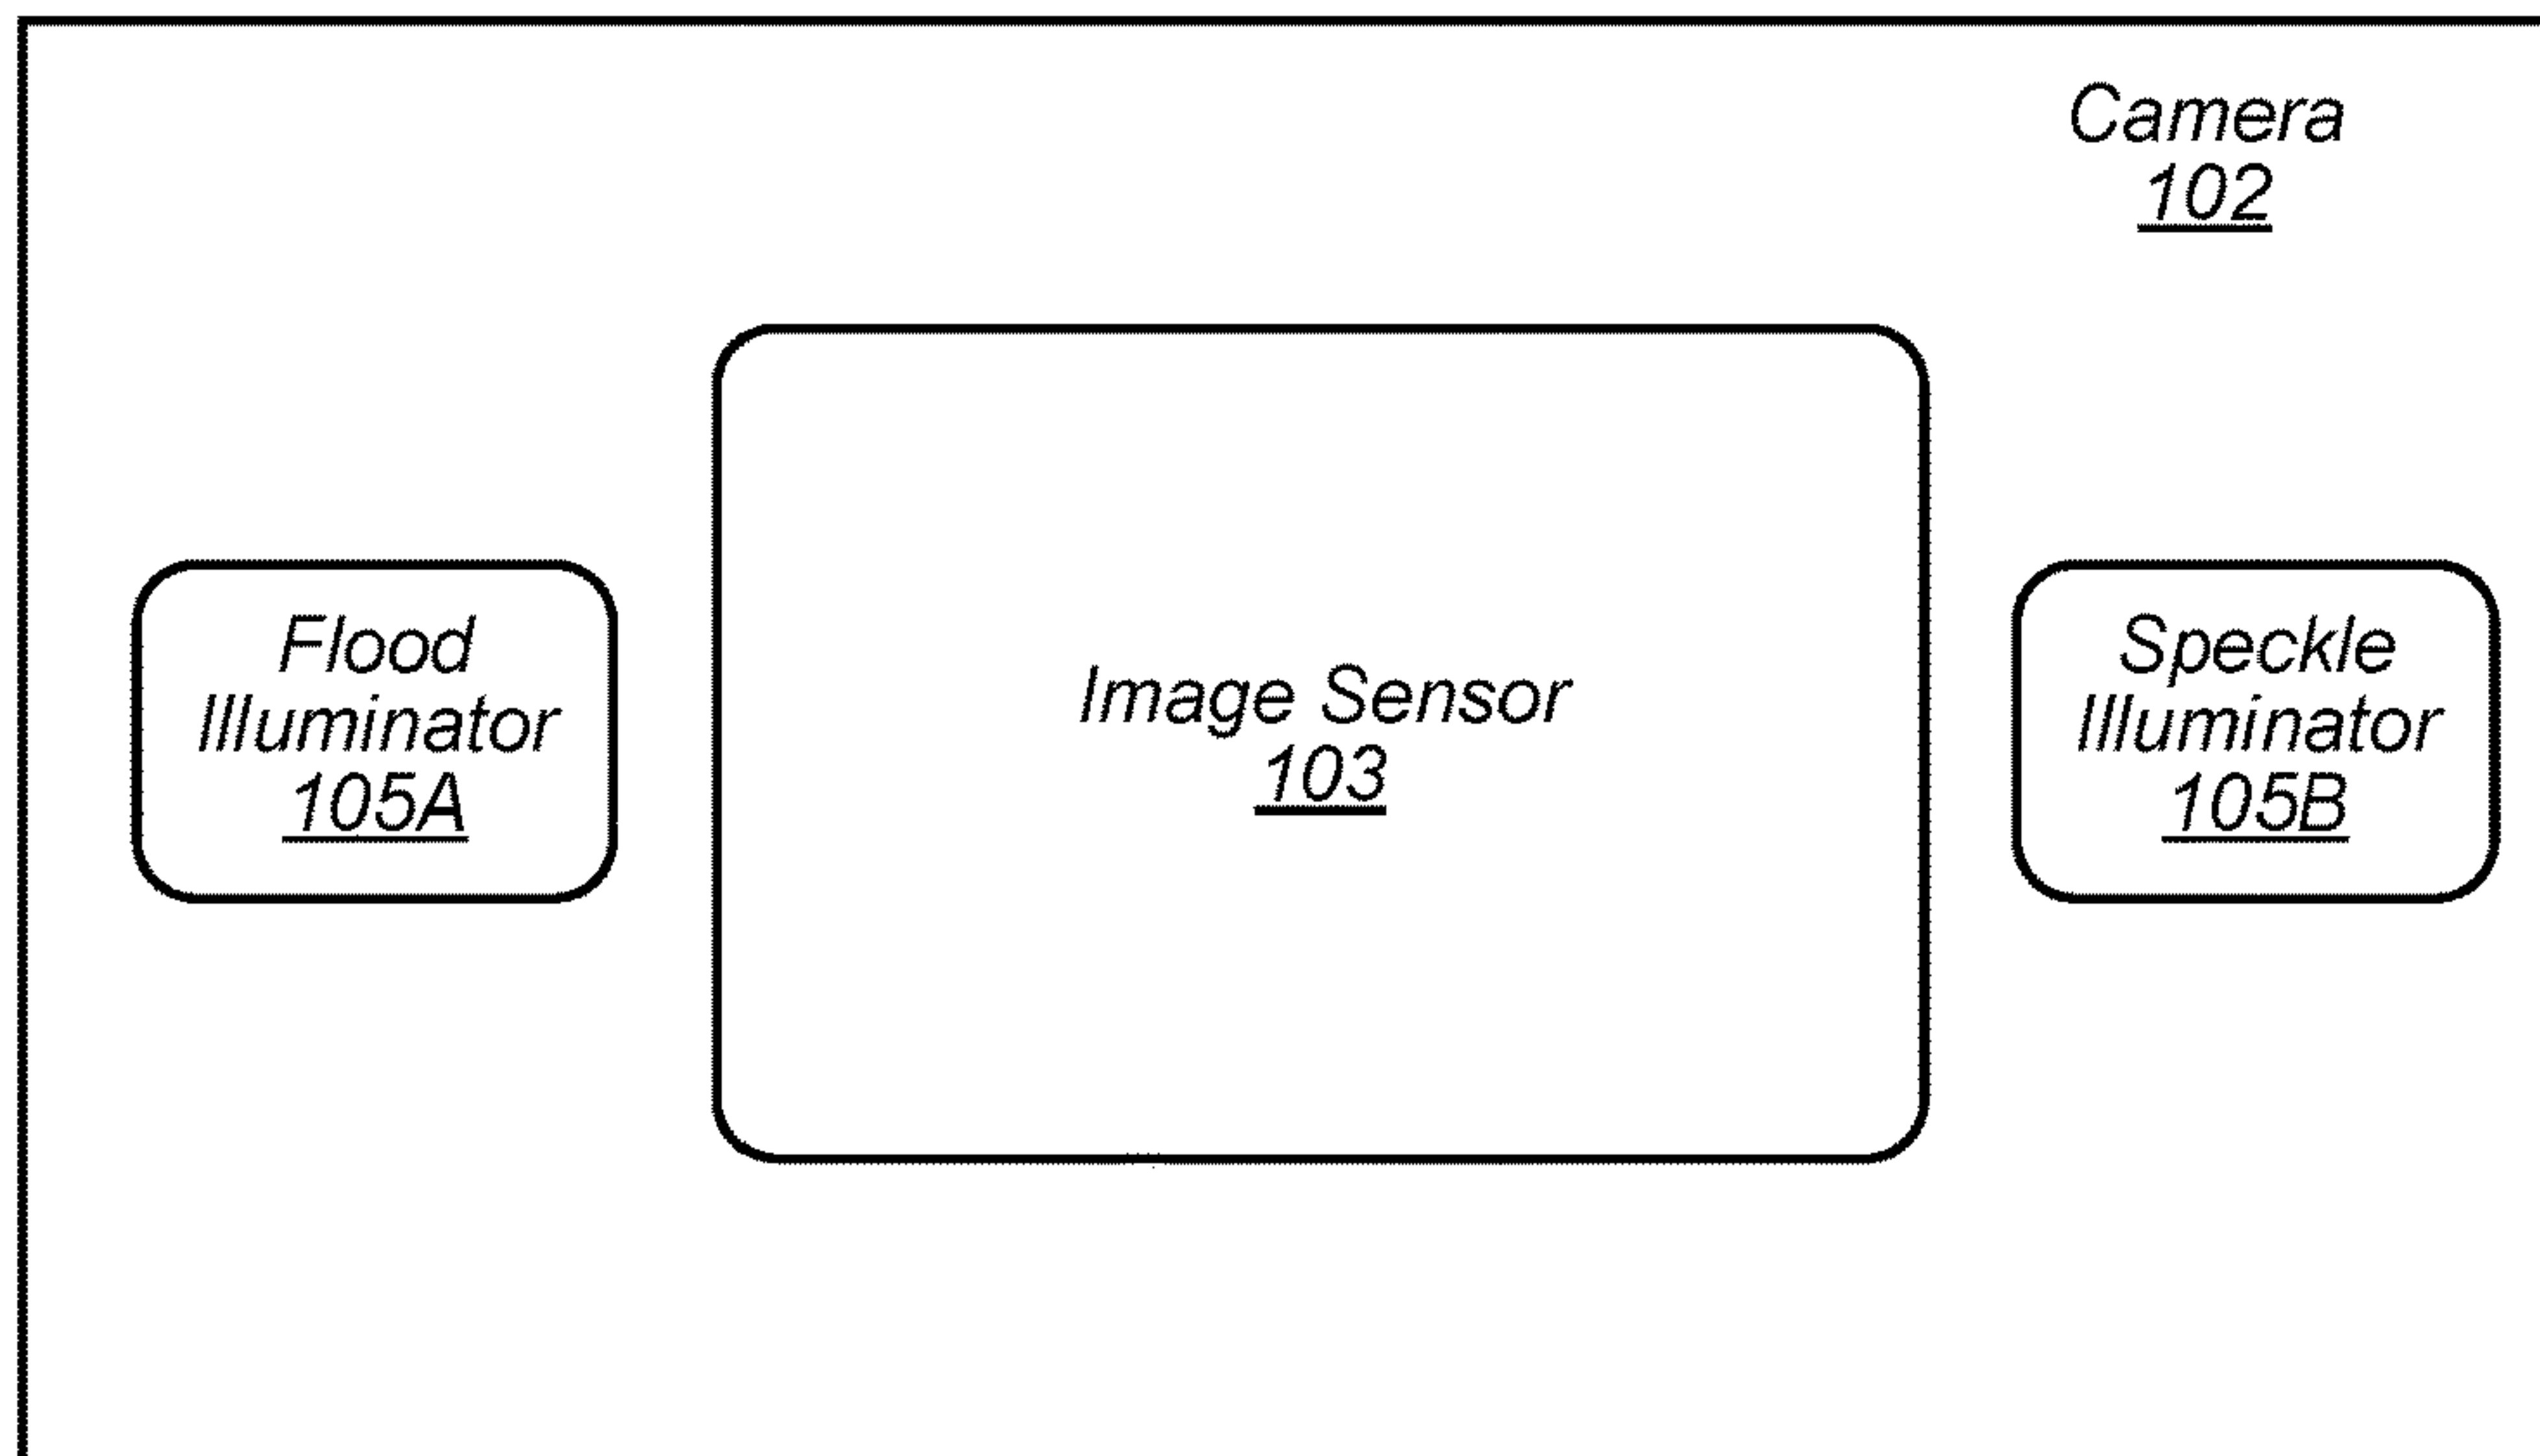 Camera
102
Flood
Illuminator
105A
Image Sensor
103
Speckle
Illuminator
105B